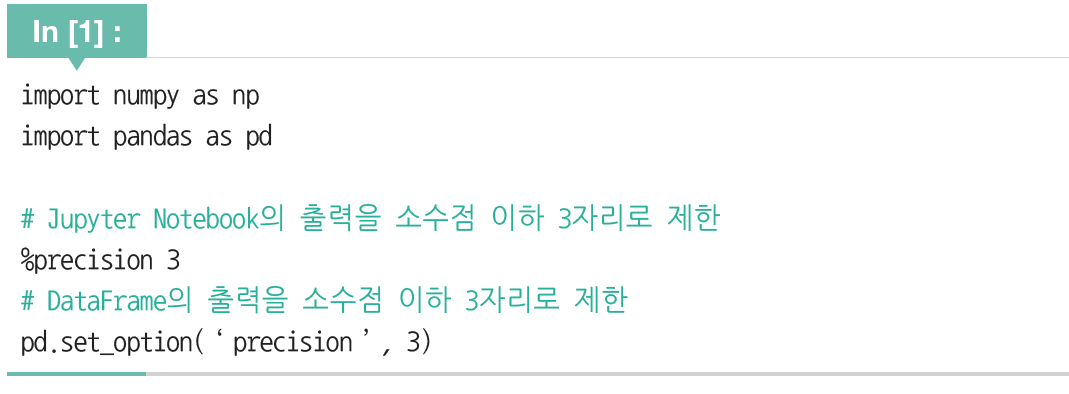 In [1] :
import numpy as np
import pandas as pd
# Jupyter Notebook의 출력을 소수점 이하 3자리로 제한
%precision 3
# DataFrame의 출력을 소수점 이하 3자리로 제한
pd.set_option( ‘ precision ’ , 3)